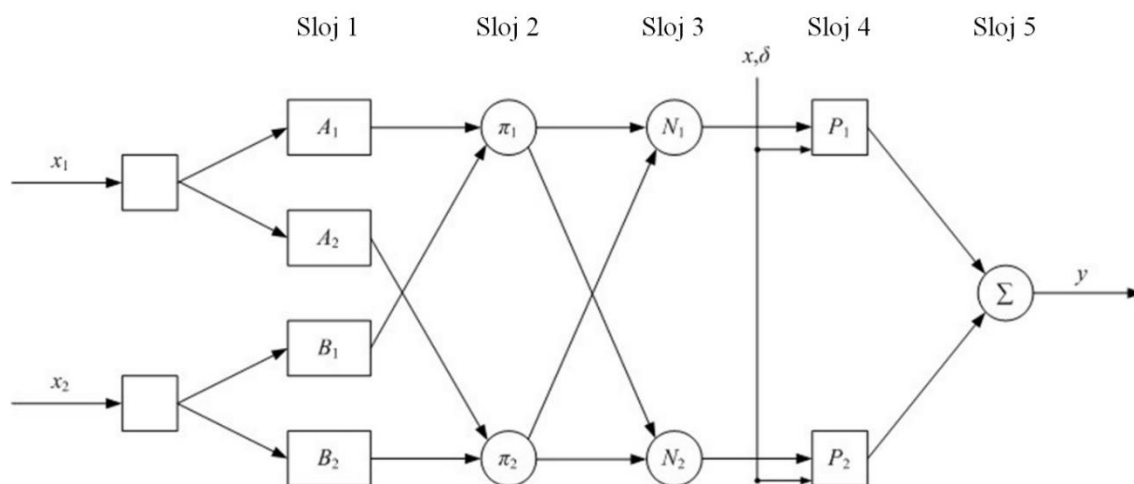 Sloj 1 Sloj 2 Sloj 3 Sloj 4 Sloj 5
x,δ
A₁ π₁ N₁ P₁
x₁
A₂
y
Σ
B₁
x₂
B₂ π₂ N₂ P₂